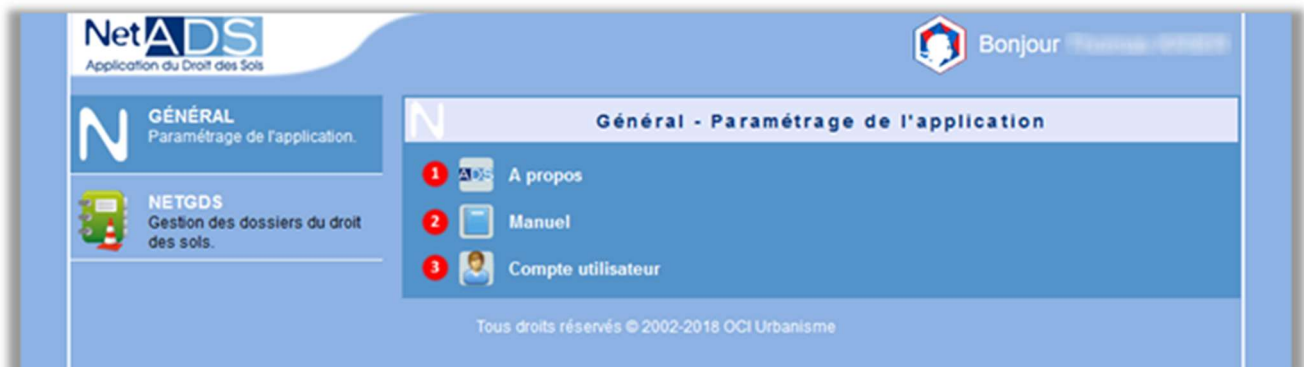 NetADS
Application du Droit des Sols
Bonjour
GÉNÉRAL
Paramétrage de l'application.
NETGDS
Gestion des dossiers du droit
des sols.
N Général - Paramétrage de l'application
1 ADS A propos
2 Manuel
3 Compte utilisateur
Tous droits réservés © 2002-2018 OCI Urbanisme